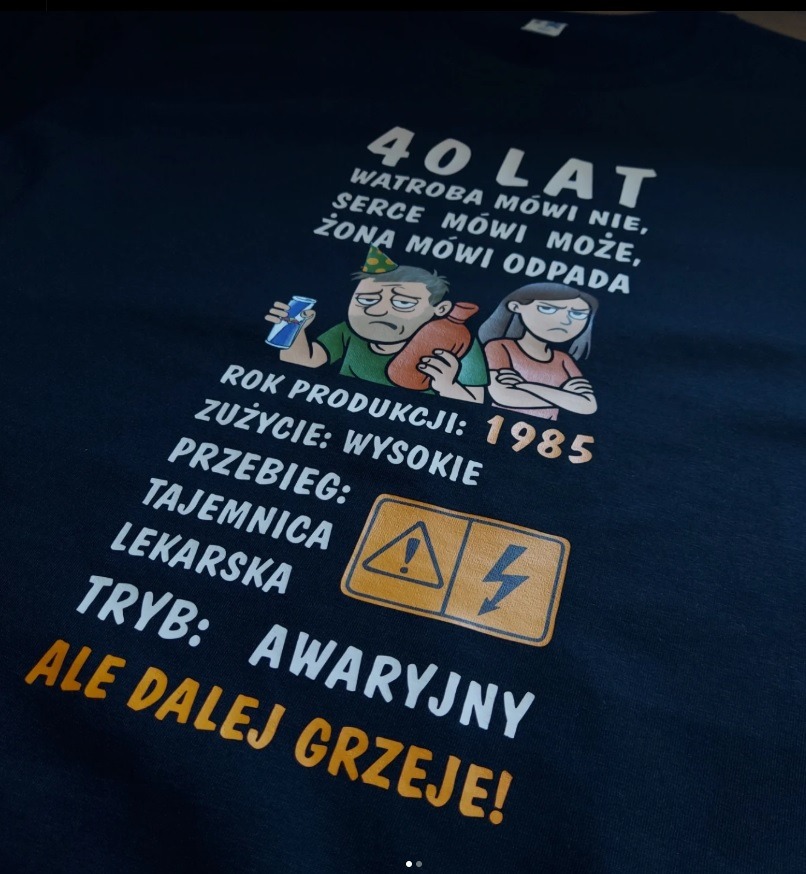 40 LAT
WATROBA MÓWI NIE,
SERCE MÓWI MOŻE,
ŻONA MÓWI ODPADA
ROK PRODUKCJI: 1985
ZUŻYCIE: WYSOKIE
PRZEBIEG:
TAJEMNICA
LEKARSKA
TRYB: AWARYJNY
ALE DALEJ GRZEJE!